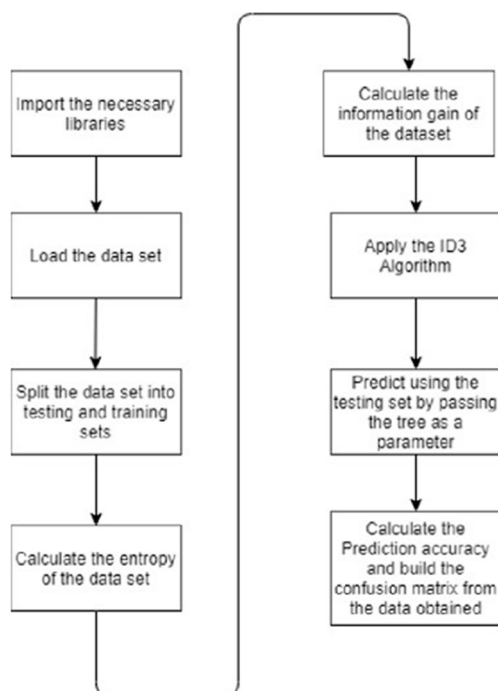 Import the necessary
libraries
Load the data set
Split the data set into
testing and training
sets
Calculate the entropy
of the data set
Calculate the
information gain of
the dataset
Apply the ID3
Algorithm
Predict using the
testing set by passing
the tree as a
parameter
Calculate the
Prediction accuracy
and build the
confusion matrix from
the data obtained